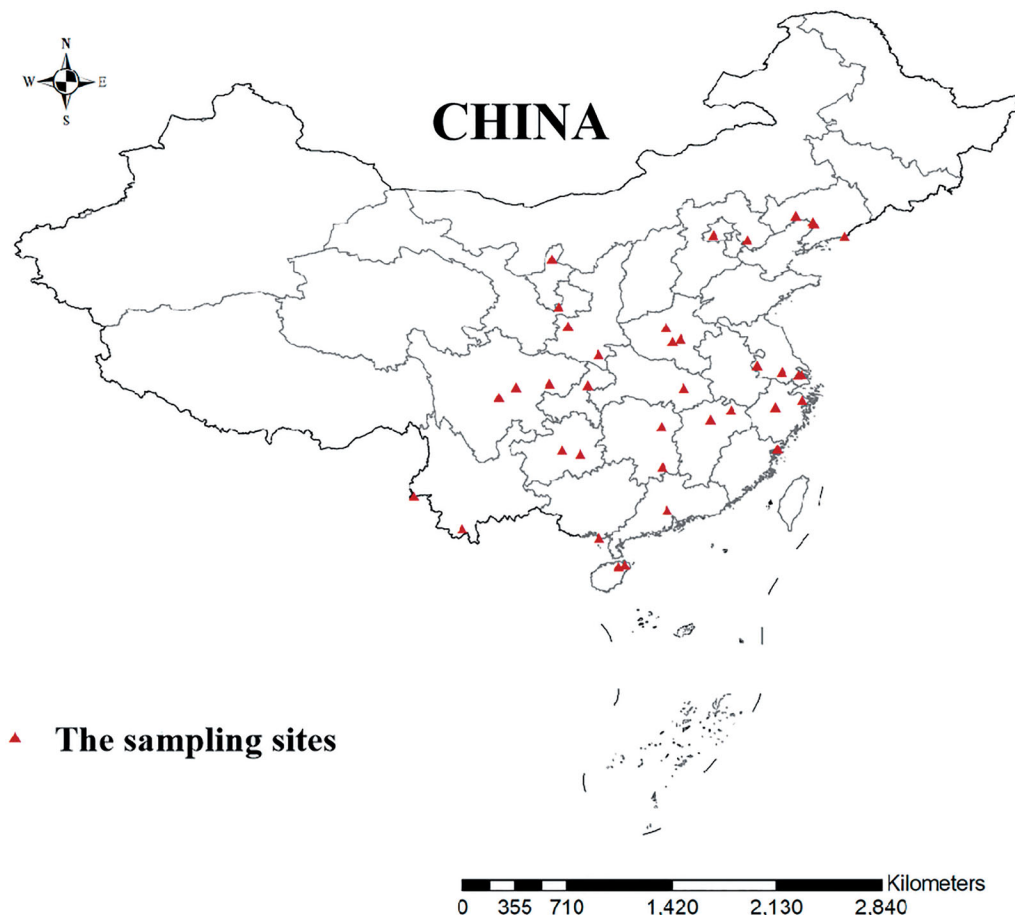 N
W E
S
CHINA
The sampling sites
Kilometers
0 355 710 1,420 2,130 2,840